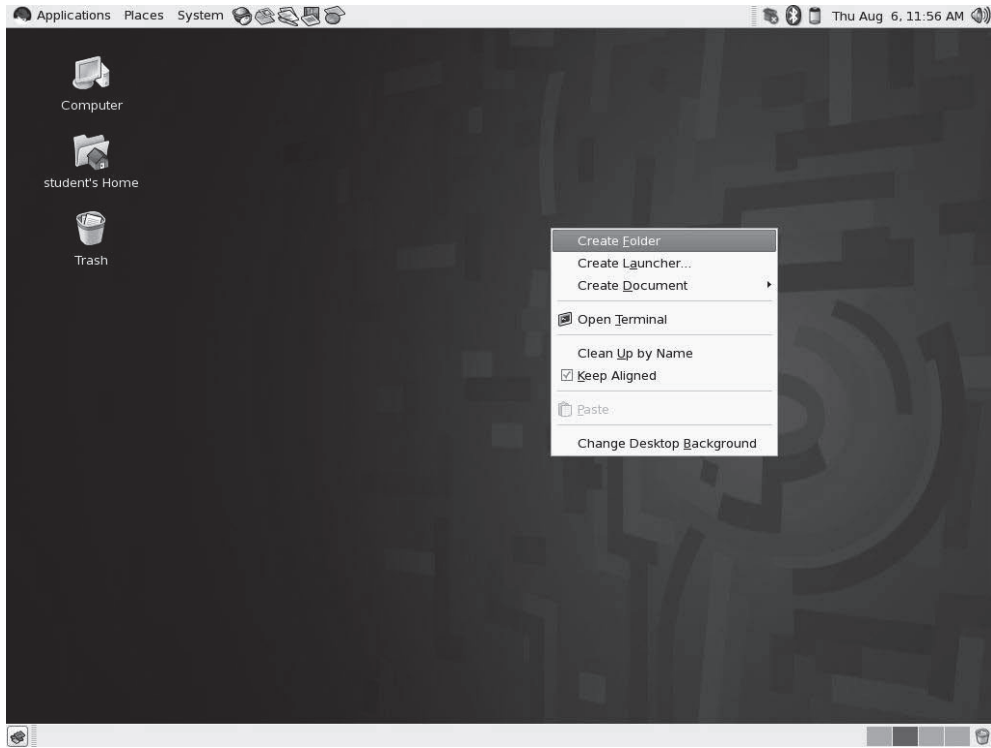 Applications Places System
Thu Aug 6, 11:56 AM
Computer
student's Home
Trash
Create Folder
Create Launcher...
Create Document
Open Terminal
Clean Up by Name
Keep Aligned
Paste
Change Desktop Background